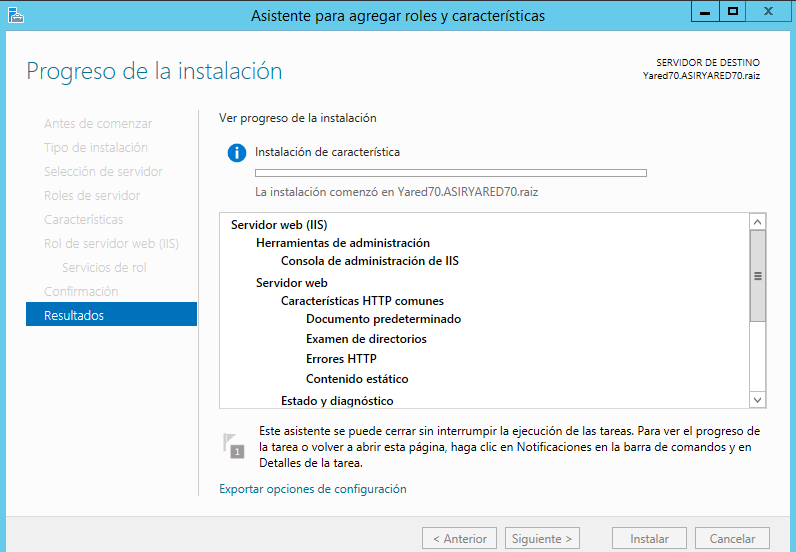 Asistente para agregar roles y características
Progreso de la instalación
SERVIDOR DE DESTINO
Yared70.ASIRYARED70.raiz
Antes de comenzar
Tipo de instalación
Selección de servidor
Roles de servidor
Características
Rol de servidor web (IIS)
Servicios de rol
Confirmación
Resultados
Ver progreso de la instalación
Instalación de característica
La instalación comenzó en Yared70.ASIRYARED70.raiz
Servidor web (IIS)
Herramientas de administración
Consola de administración de IIS
Servidor web
Características HTTP comunes
Documento predeterminado
Examen de directorios
Errores HTTP
Contenido estático
Estado y diagnóstico
1
Este asistente se puede cerrar sin interrumpir la ejecución de las tareas. Para ver el progreso de
la tarea o volver a abrir esta página, haga clic en Notificaciones en la barra de comandos y en
Detalles de la tarea.
Exportar opciones de configuración
< Anterior
Siguiente >
Instalar
Cancelar